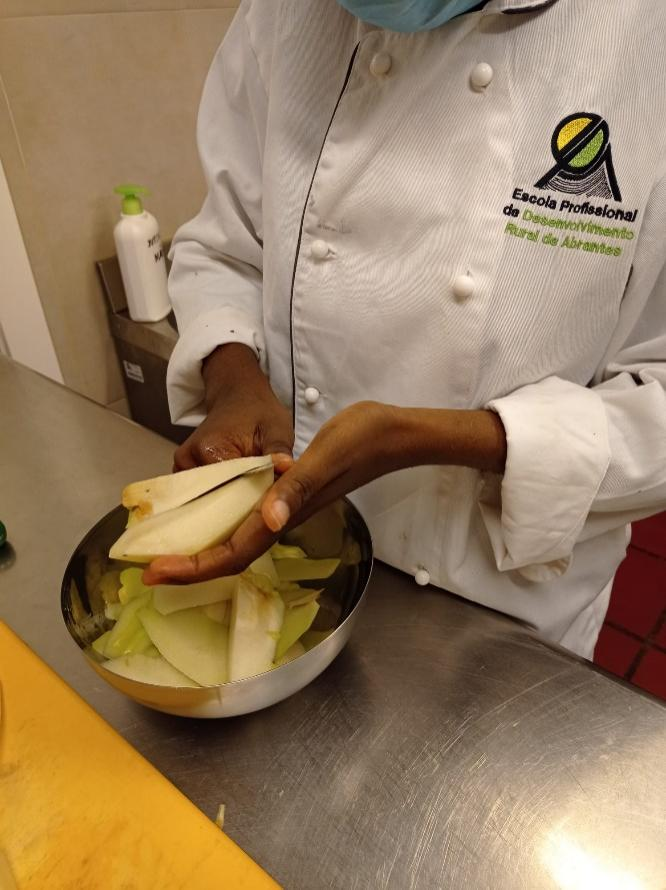 Escola Profissional
de Desenvolvimento
Rural de Abrantes